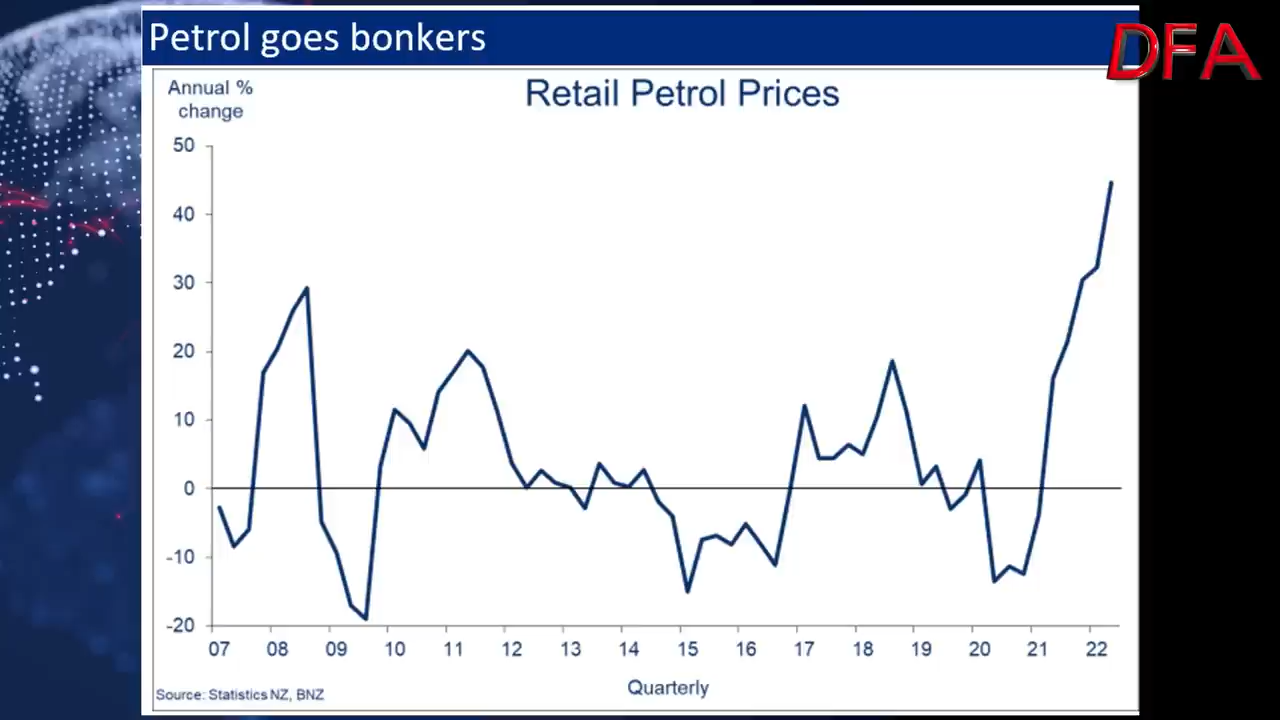 Petrol goes bonkers
DFA
Annual %
change
Retail Petrol Prices
50
40
30
20
10
0
-10
-20
07 08 09 10 11 12 13 14 15 16 17 18 19 20 21 22
Quarterly
Source: Statistics NZ, BNZ